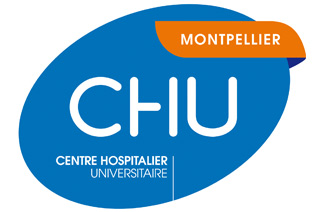 MONTPELLIER
CHU
CENTRE HOSPITALIER
UNIVERSITAIRE